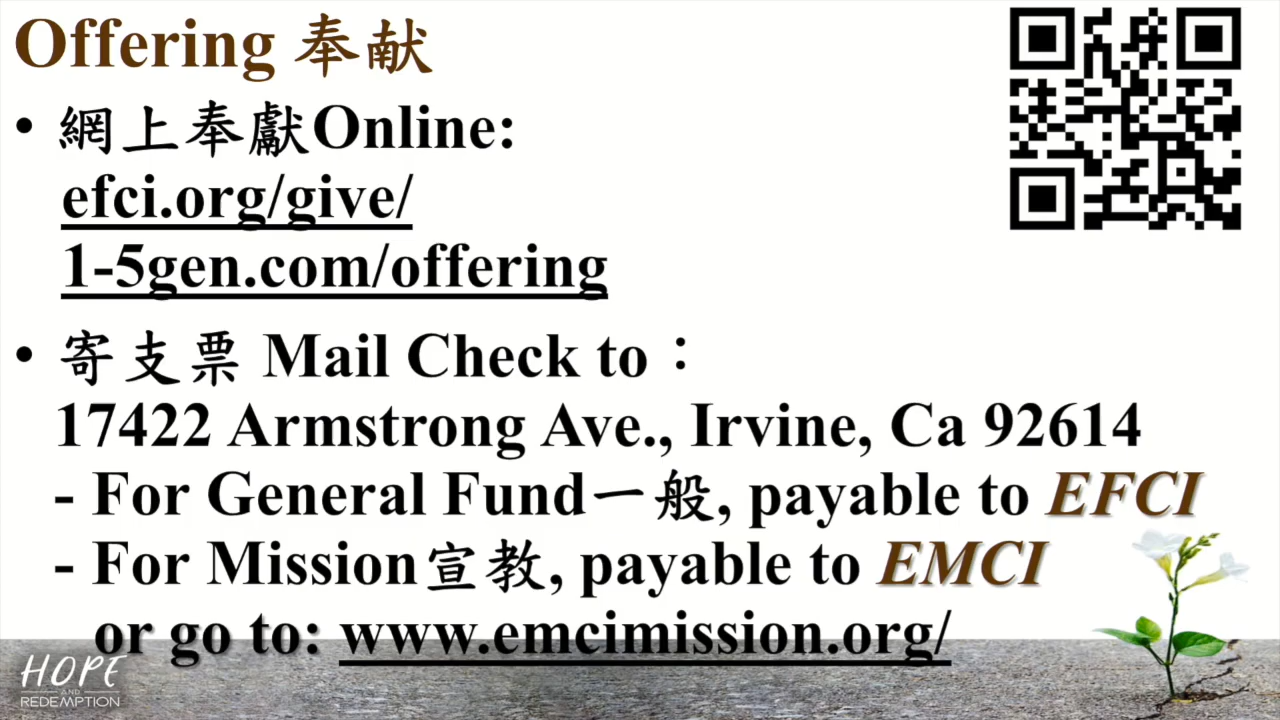 Offering 奉献
• 網上奉獻Online:
efci.org/give/
1-5gen.com/offering
• 寄支票 Mail Check to：
17422 Armstrong Ave., Irvine, Ca 92614
- For General Fund一般, payable to EFCI
- For Mission宣教, payable to EMCI
or go to: www.emcimission.org/
HOPE
AND
REDEMPTION